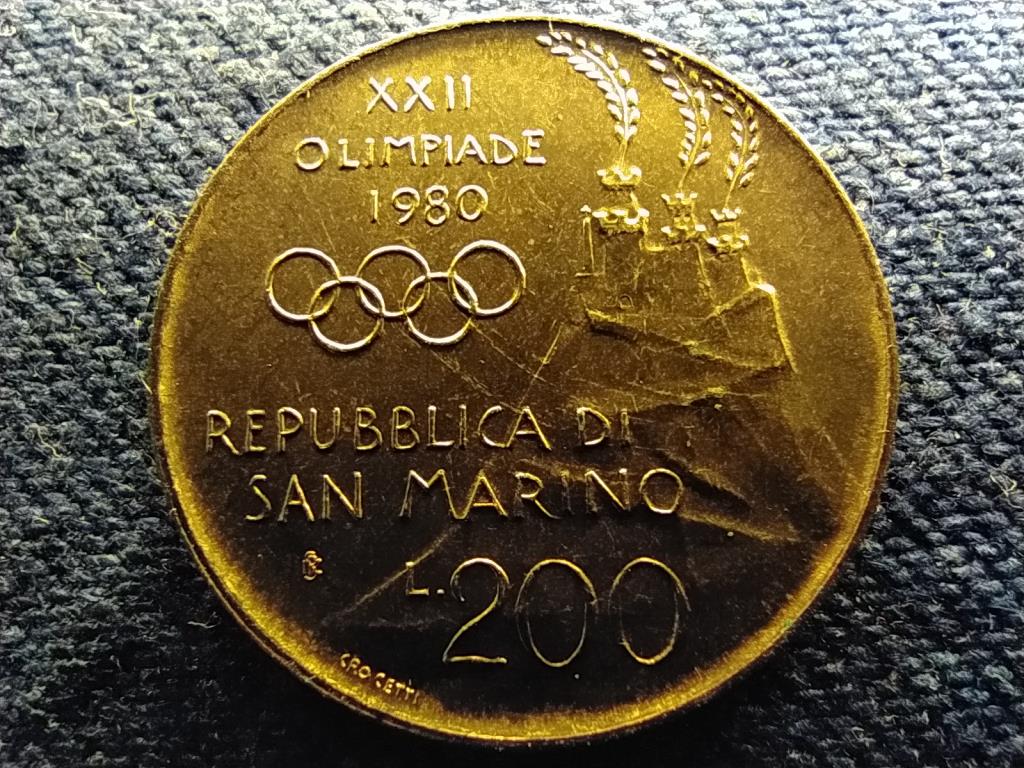 XXII
OLIMPIADE
1980
REPUBBLICA DI
SAN MARINO
L.200
CROCETTI